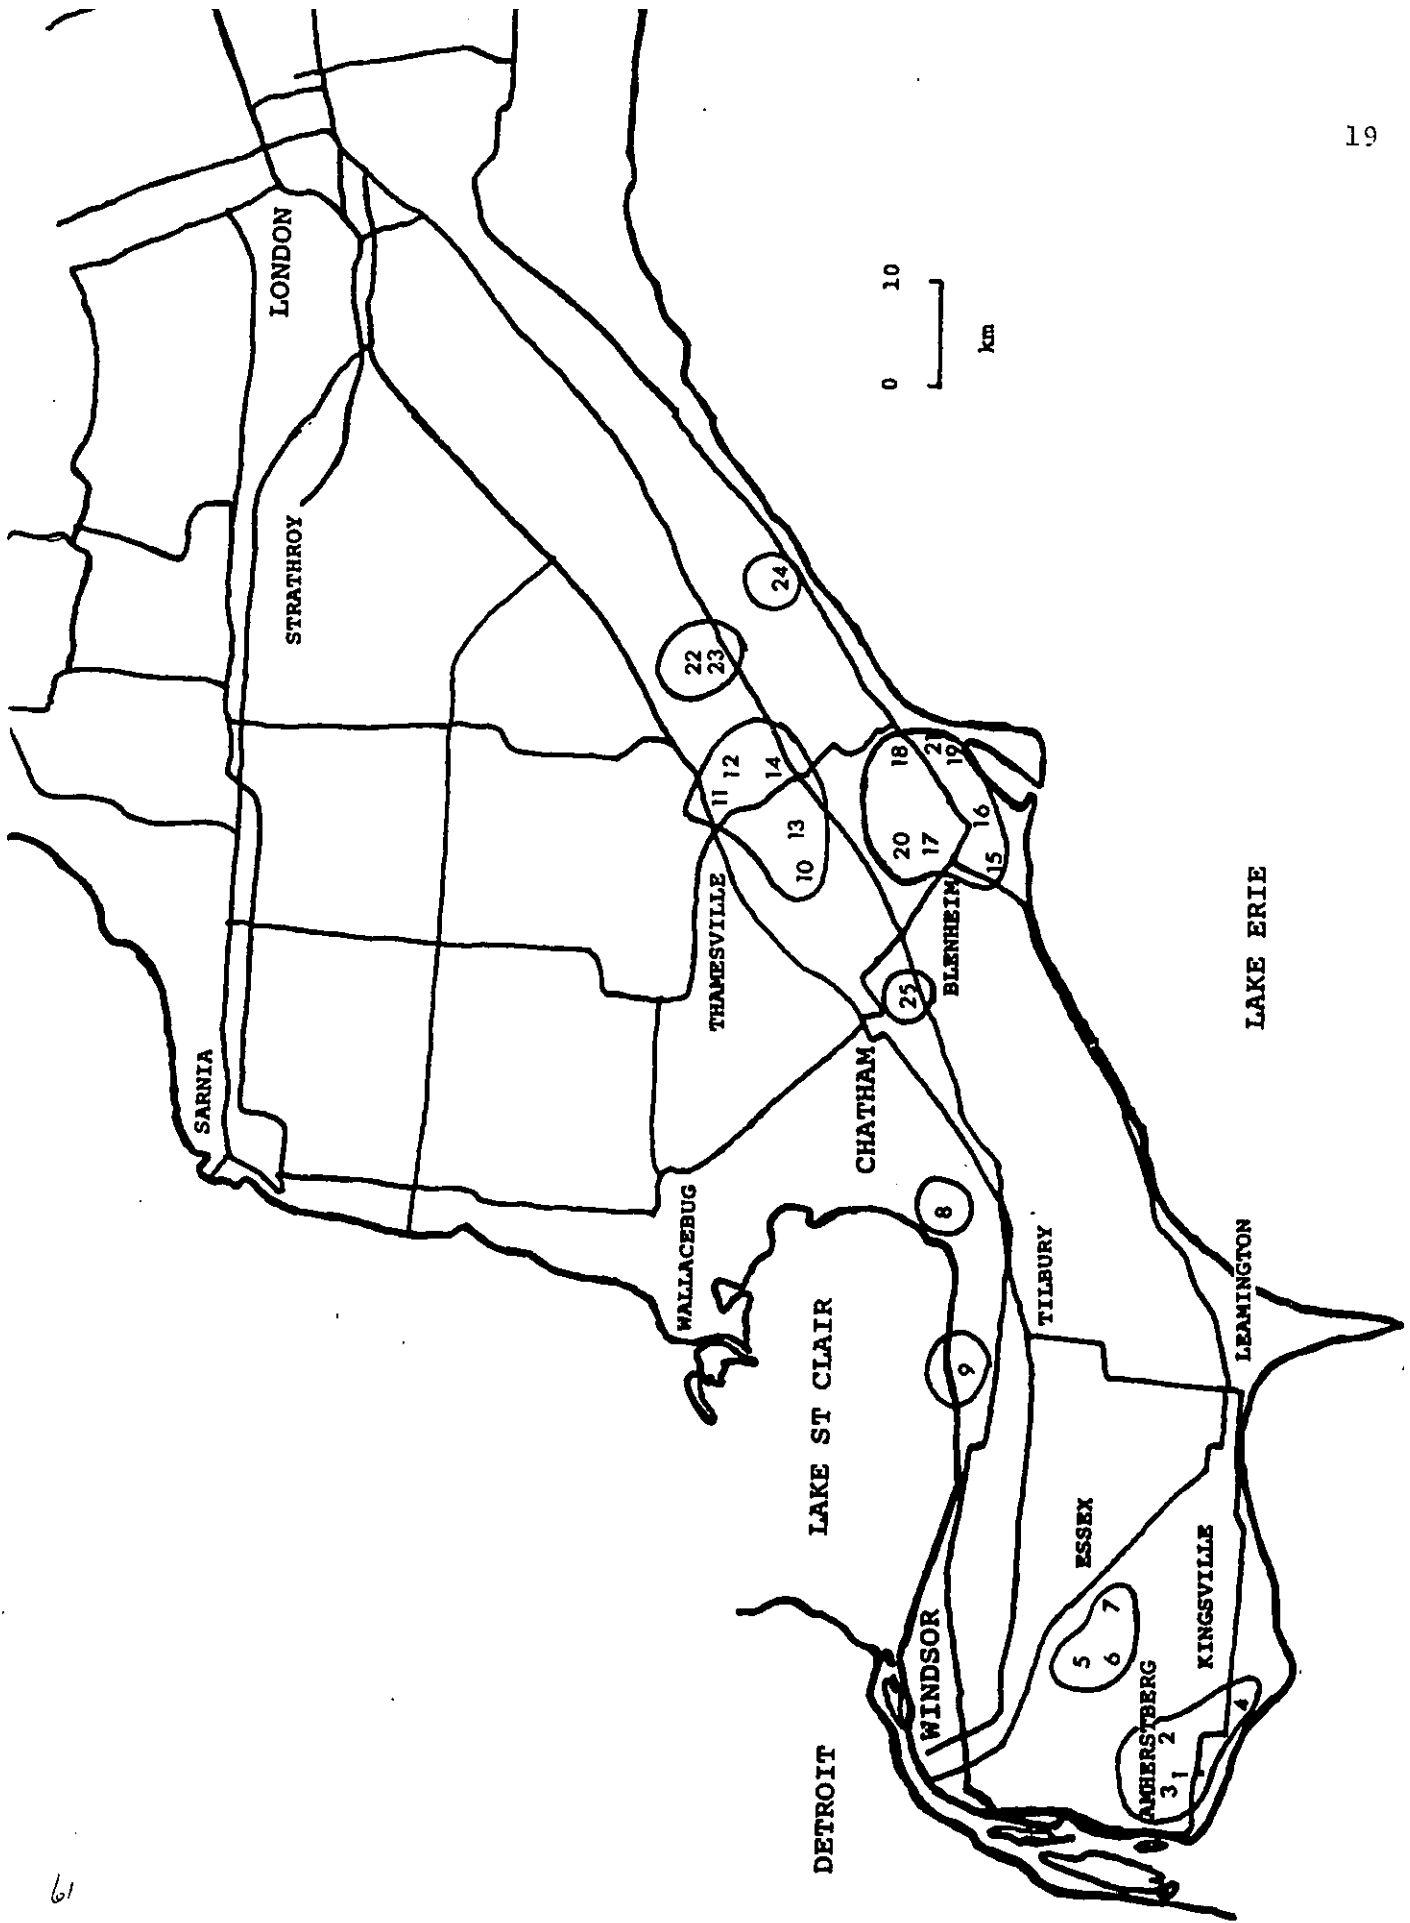 19
LONDON
STRATHROY
SARNIA
0 10
km
24
22
23
12
11
14
13
10
18
21
19
20
17
16
15
THAMESVILLE
BLENHEIM
25
CHATHAM
WALLACEBUG
8
9
LAKE ST CLAIR
TILBURY
LEAMINGTON
LAKE ERIE
ESSEX
KINGSVILLE
WINDSOR
DETROIT
5
6
7
AMHERSTBERG
3
1
2
4
19